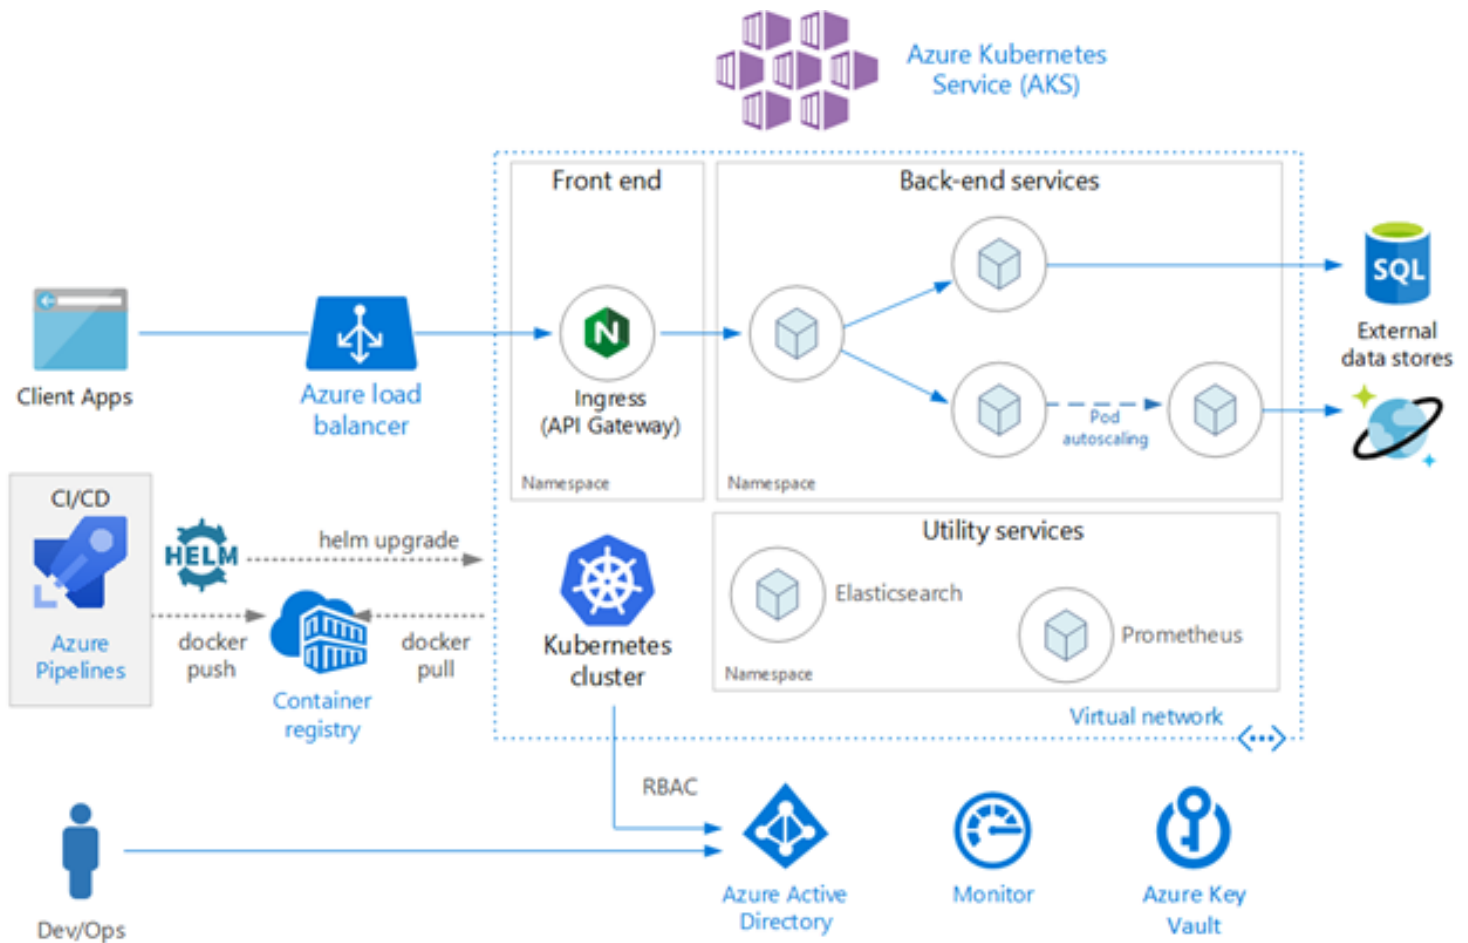 Azure Kubernetes
Service (AKS)
Front end
Back-end services
SQL
External
data stores
Client Apps
Azure load
balancer
N
Ingress
(API Gateway)
Pod
autoscaling
Namespace
Namespace
CI/CD
HELM
helm upgrade
Azure
Pipelines
docker
push
docker
pull
Container
registry
Kubernetes
cluster
Utility services
Elasticsearch
Prometheus
Namespace
Virtual network
RBAC
Dev/Ops
Azure Active
Directory
Monitor
Azure Key
Vault